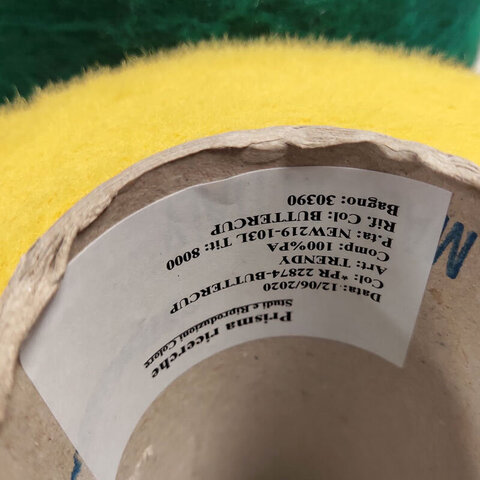 Prisma ricerche
Studi e Riproduzioni Colore
Data:.12/06/2020
Col: *PR 22874-BUTTERCUP
Art: TRENDY
Comp: 100%PA
P.ta: NEW219-103L Tit: 8000
Rif. Col: BUTTERCUP
Bagno: 30390
M